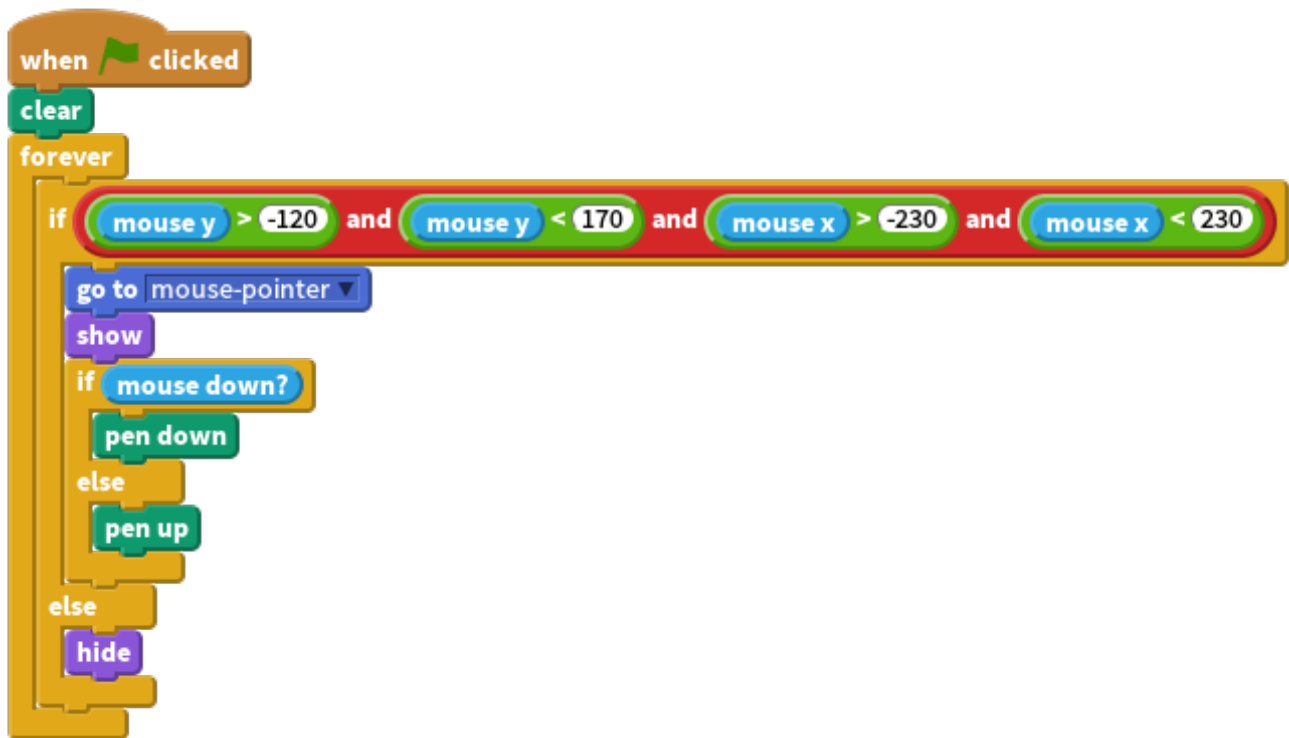 when clicked
clear
forever
if mouse y > -120 and mouse y < 170 and mouse x > -230 and mouse x < 230
go to mouse-pointer
show
if mouse down?
pen down
else
pen up
else
hide